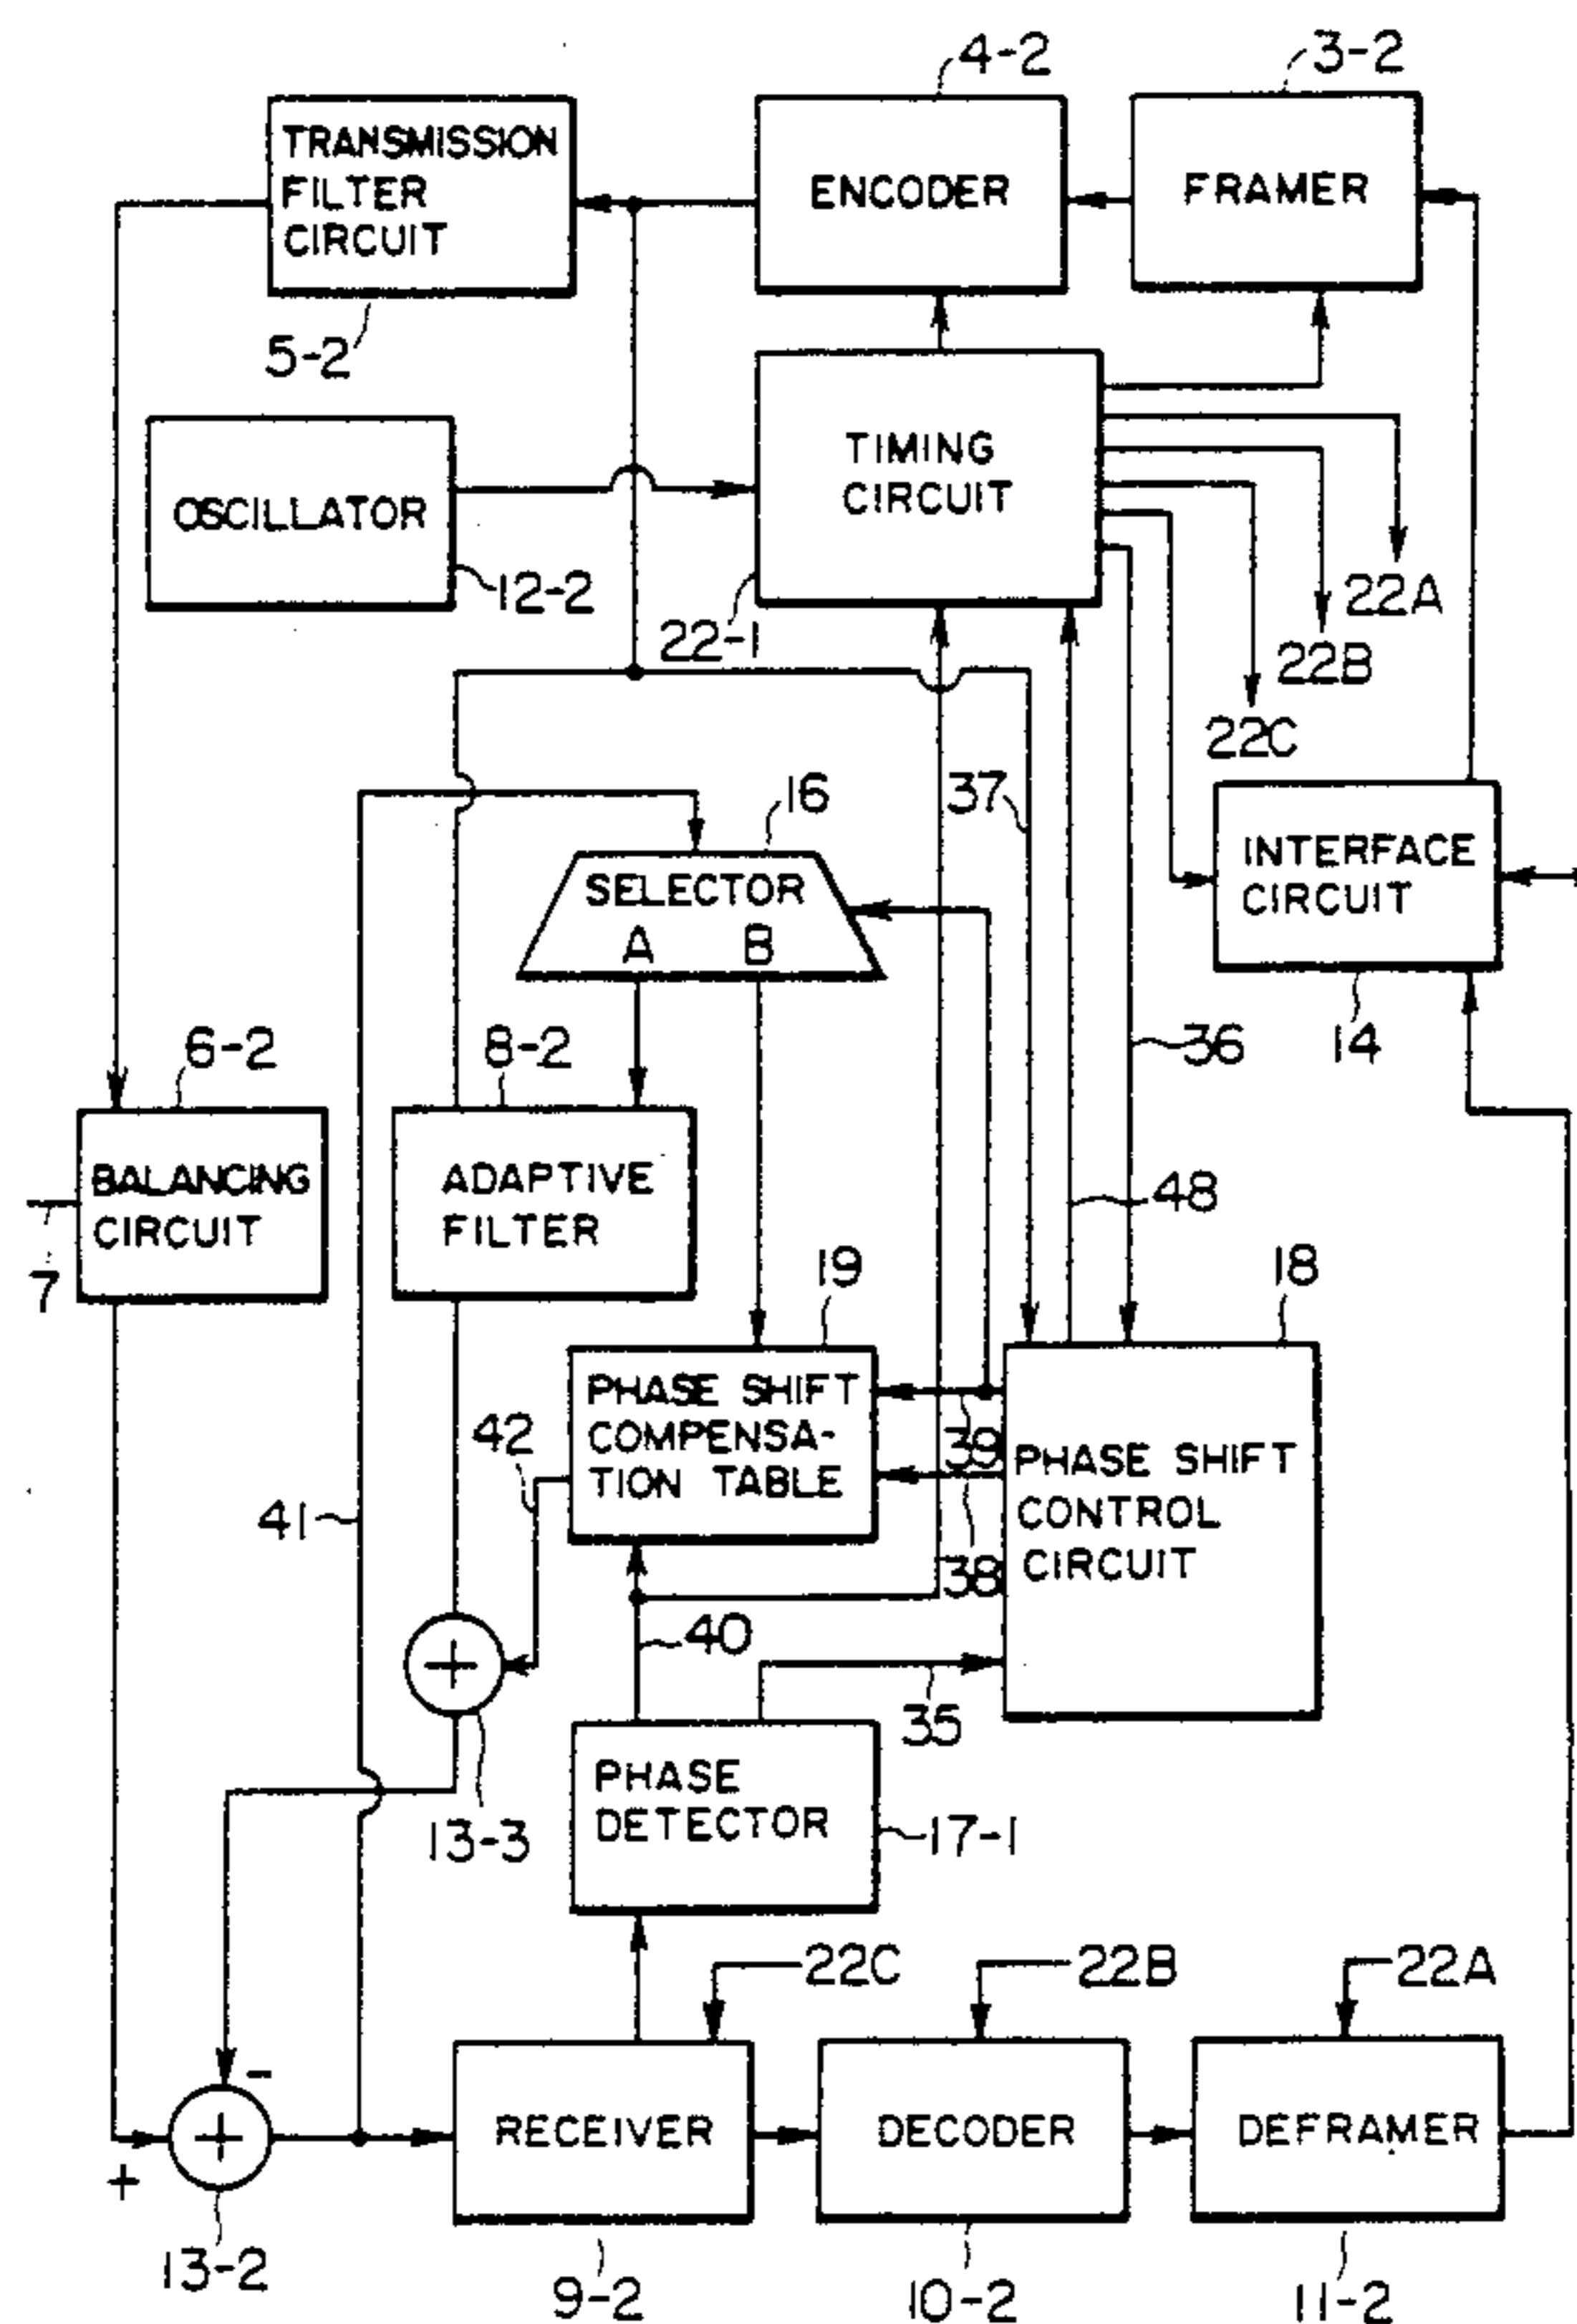 4-2
3-2
TRANSMISSION
FILTER
CIRCUIT
ENCODER
FRAMER
5-2
TIMING
CIRCUIT
OSCILLATOR
12-2
22-1
22A
22B
22C
16
37
SELECTOR
A B
INTERFACE
CIRCUIT
6-2
8-2
36
14
BALANCING
CIRCUIT
ADAPTIVE
FILTER
48
7
19
18
PHASE SHIFT
COMPENSA-
TION TABLE
42
39
PHASE SHIFT
CONTROL
CIRCUIT
41
38
+
40
35
PHASE
DETECTOR
13-3
17-1
22C
22B
22A
-
+
RECEIVER
DECODER
DEFRAMER
+
13-2
9-2
10-2
11-2